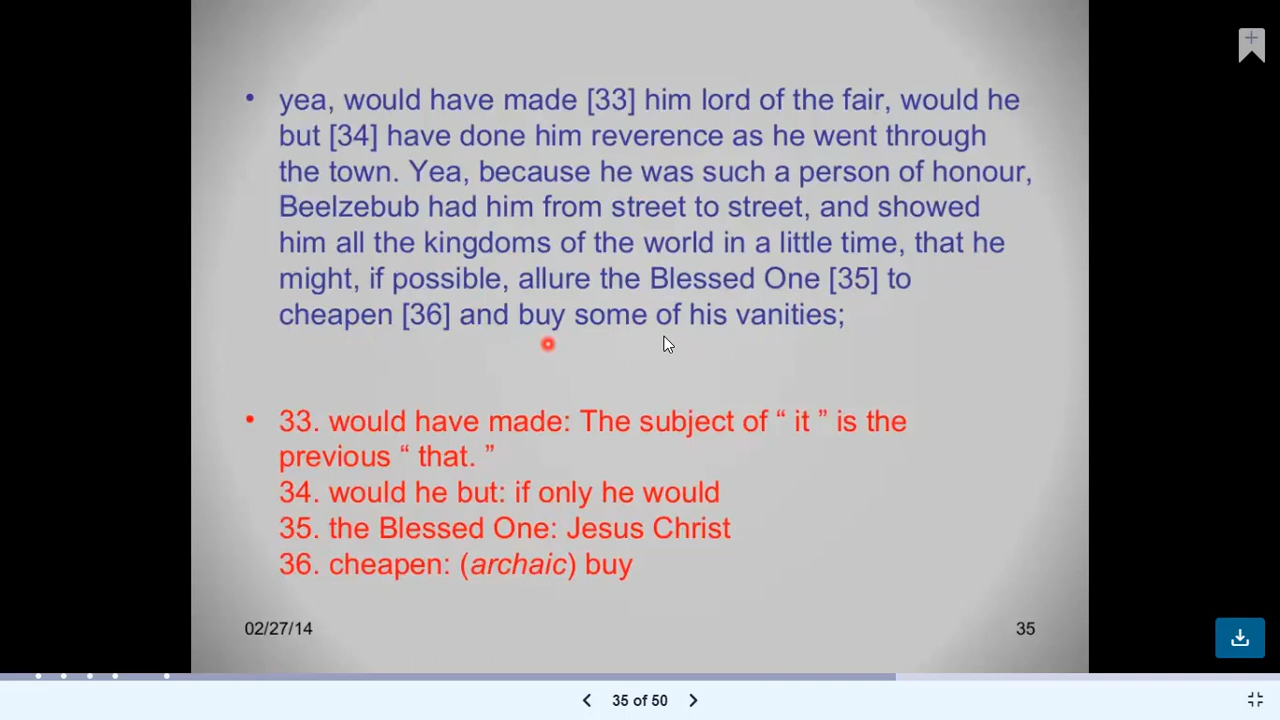 • yea, would have made [33] him lord of the fair, would he
but [34] have done him reverence as he went through
the town. Yea, because he was such a person of honour,
Beelzebub had him from street to street, and showed
him all the kingdoms of the world in a little time, that he
might, if possible, allure the Blessed One [35] to
cheapen [36] and buy some of his vanities;
• 33. would have made: The subject of “ it ” is the
previous “ that. ”
34. would he but: if only he would
35. the Blessed One: Jesus Christ
36. cheapen: (archaic) buy
02/27/14
35
35 of 50